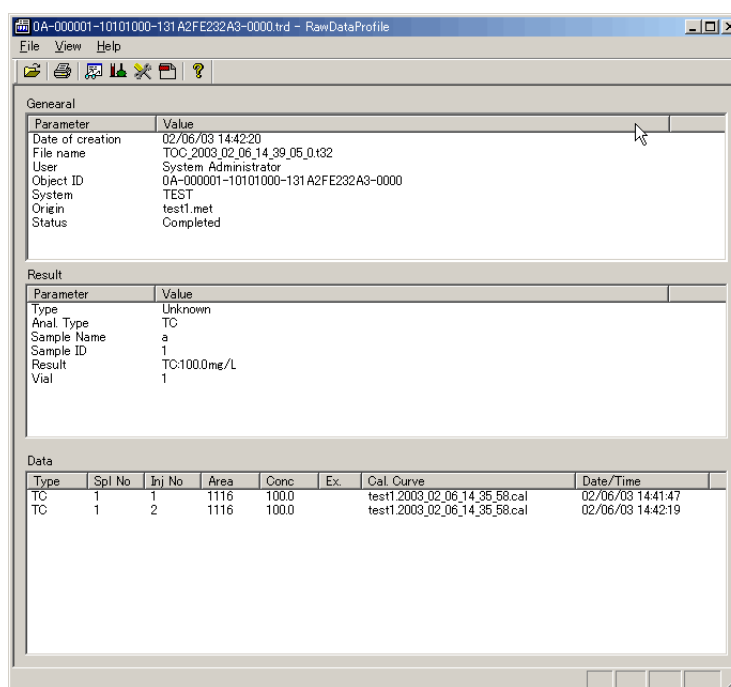 0A-000001-10101000-131A2FE232A3-0000.trd - RawDataProfile
File View Help
Genearal
Parameter Value
Date of creation 02/06/03 14:42:20
File name TOC_2003_02_06_14_39_05_0.t32
User System Administrator
Object ID 0A-000001-10101000-131A2FE232A3-0000
System TEST
Origin test1.met
Status Completed
Result
Parameter Value
Type Unknown
Anal. Type TC
Sample Name a
Sample ID 1
Result TC:100.0mg/L
Vial 1
Data
Type Spl No Inj No Area Conc Ex. Cal. Curve Date/Time
TC 1 1 1116 100.0 test1.2003_02_06_14_35_58.cal 02/06/03 14:41:47
TC 1 2 1116 100.0 test1.2003_02_06_14_35_58.cal 02/06/03 14:42:19